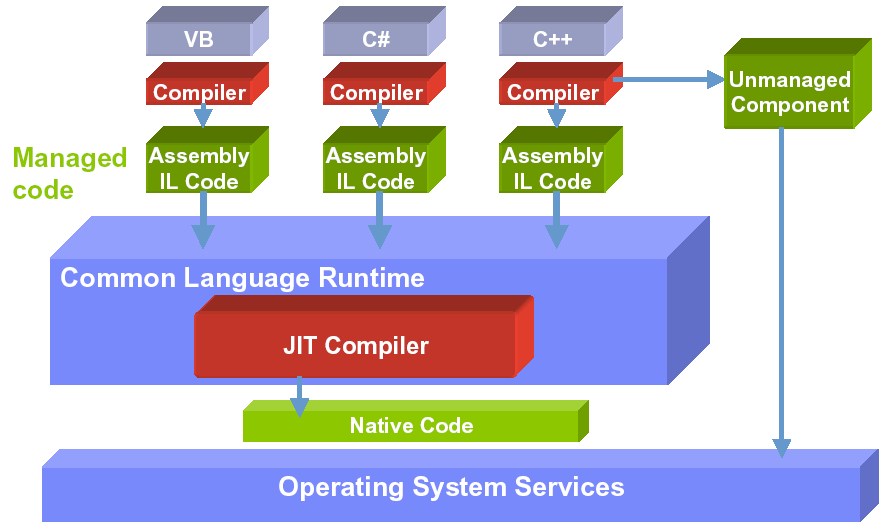 VB
C#
C++
Compiler
Compiler
Compiler
Unmanaged
Component
Managed
code
Assembly
IL Code
Assembly
IL Code
Assembly
IL Code
Common Language Runtime
JIT Compiler
Native Code
Operating System Services